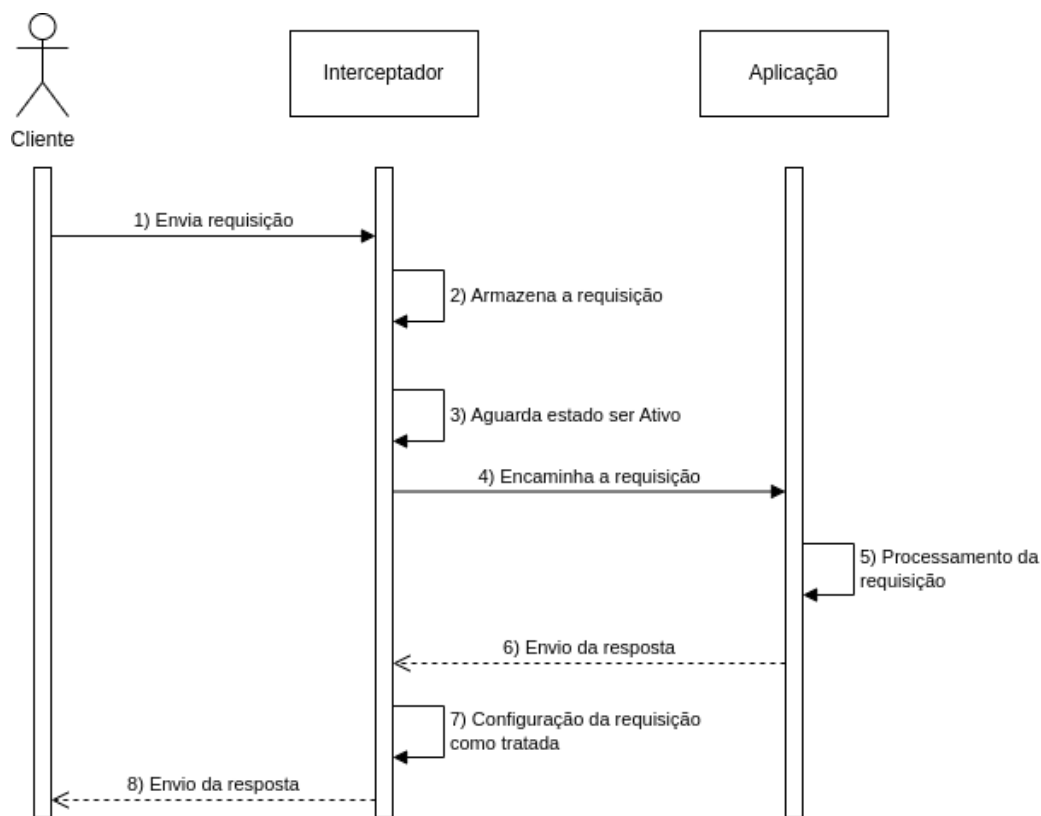 Interceptador
Aplicação
Cliente
1) Envia requisição
2) Armazena a requisição
3) Aguarda estado ser Ativo
4) Encaminha a requisição
5) Processamento da
requisição
6) Envio da resposta
7) Configuração da requisição
como tratada
8) Envio da resposta